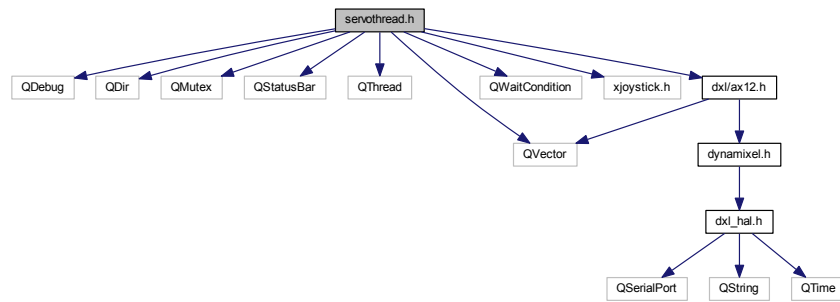 servothread.h
QDebug
QDir
QMutex
QStatusBar
QThread
QWaitCondition
xjoystick.h
dxl/ax12.h
QVector
dynamixel.h
dxl_hal.h
QSerialPort
QString
QTime